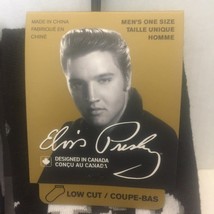 MADE IN CHINA
FABRIQUÉ EN
CHINE
MEN'S ONE SIZE
TAILLE UNIQUE
HOMME
Elvis Presley
DESIGNED IN CANADA
CONÇU AU CANADA
LOW CUT / COUPE-BAS